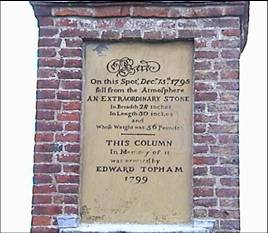 Here
On this Spot, Decr. 13th. 1795
fell from the Atmosphere
AN EXTRAORDINARY STONE
In Breadth 28 inches
In Length 30 inches
and
Whose Weight was 56 Pounds
THIS COLUMN
In Memory of it
was erected by
EDWARD TOPHAM
1799